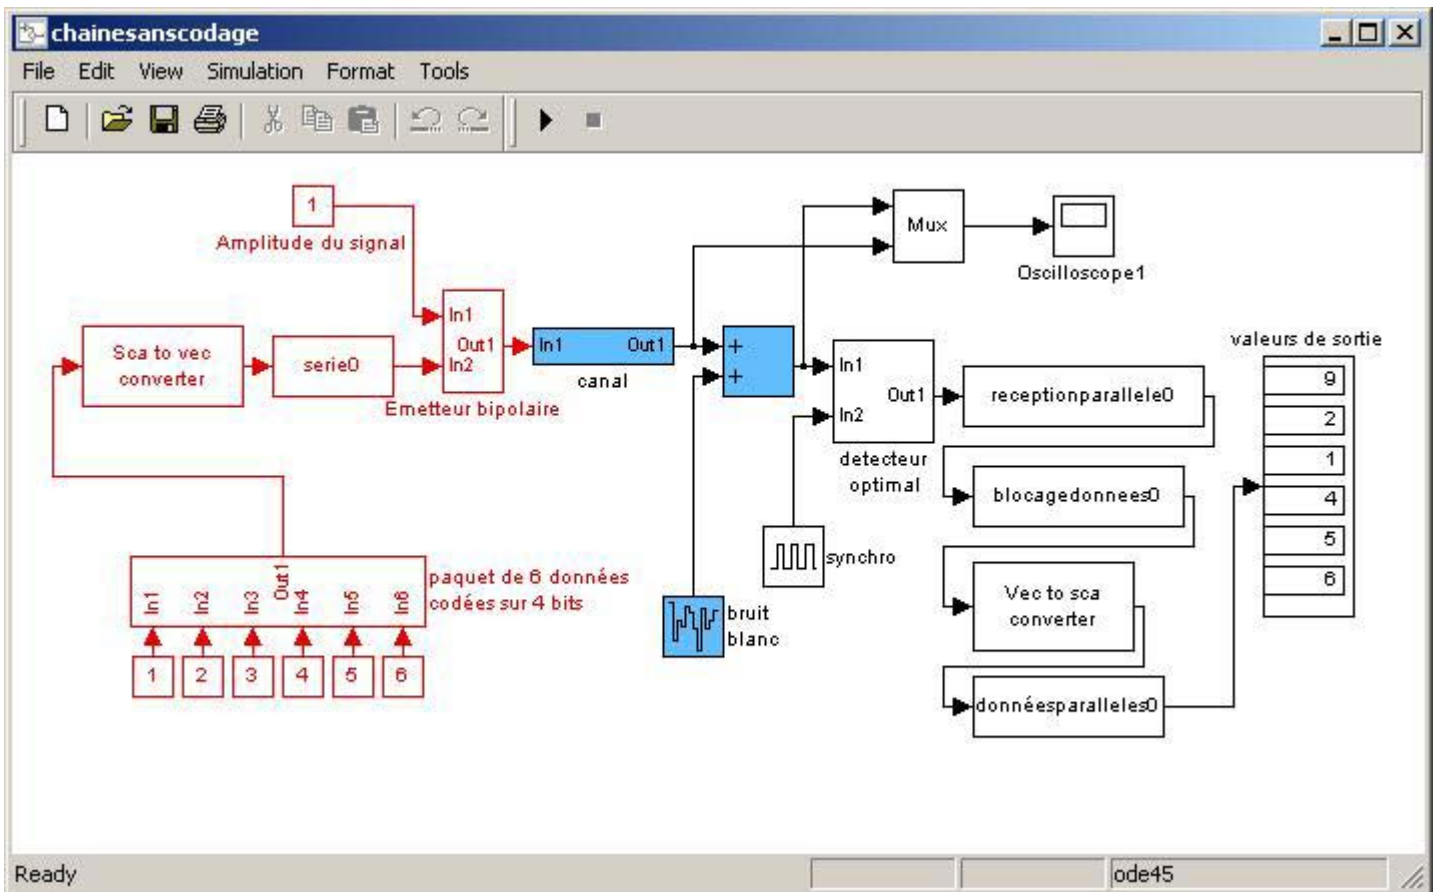 chainesanscodage
File Edit View Simulation Format Tools
1
Amplitude du signal
Mux
Oscilloscope1
In1
Out1
In2
Emetteur bipolaire
Sca to vec
converter
serie0
In1 Out1
canal
+
+
In1
Out1
In2
detecteur
optimal
receptionparallele0
valeurs de sortie
9
2
1
4
5
6
blocagedonnees0
synchro
Out1
In1 In2 In3 In4 In5 In6
paquet de 6 données
codées sur 4 bits
1 2 3 4 5 6
bruit
blanc
Vec to sca
converter
donnéesparalleles0
Ready
ode45